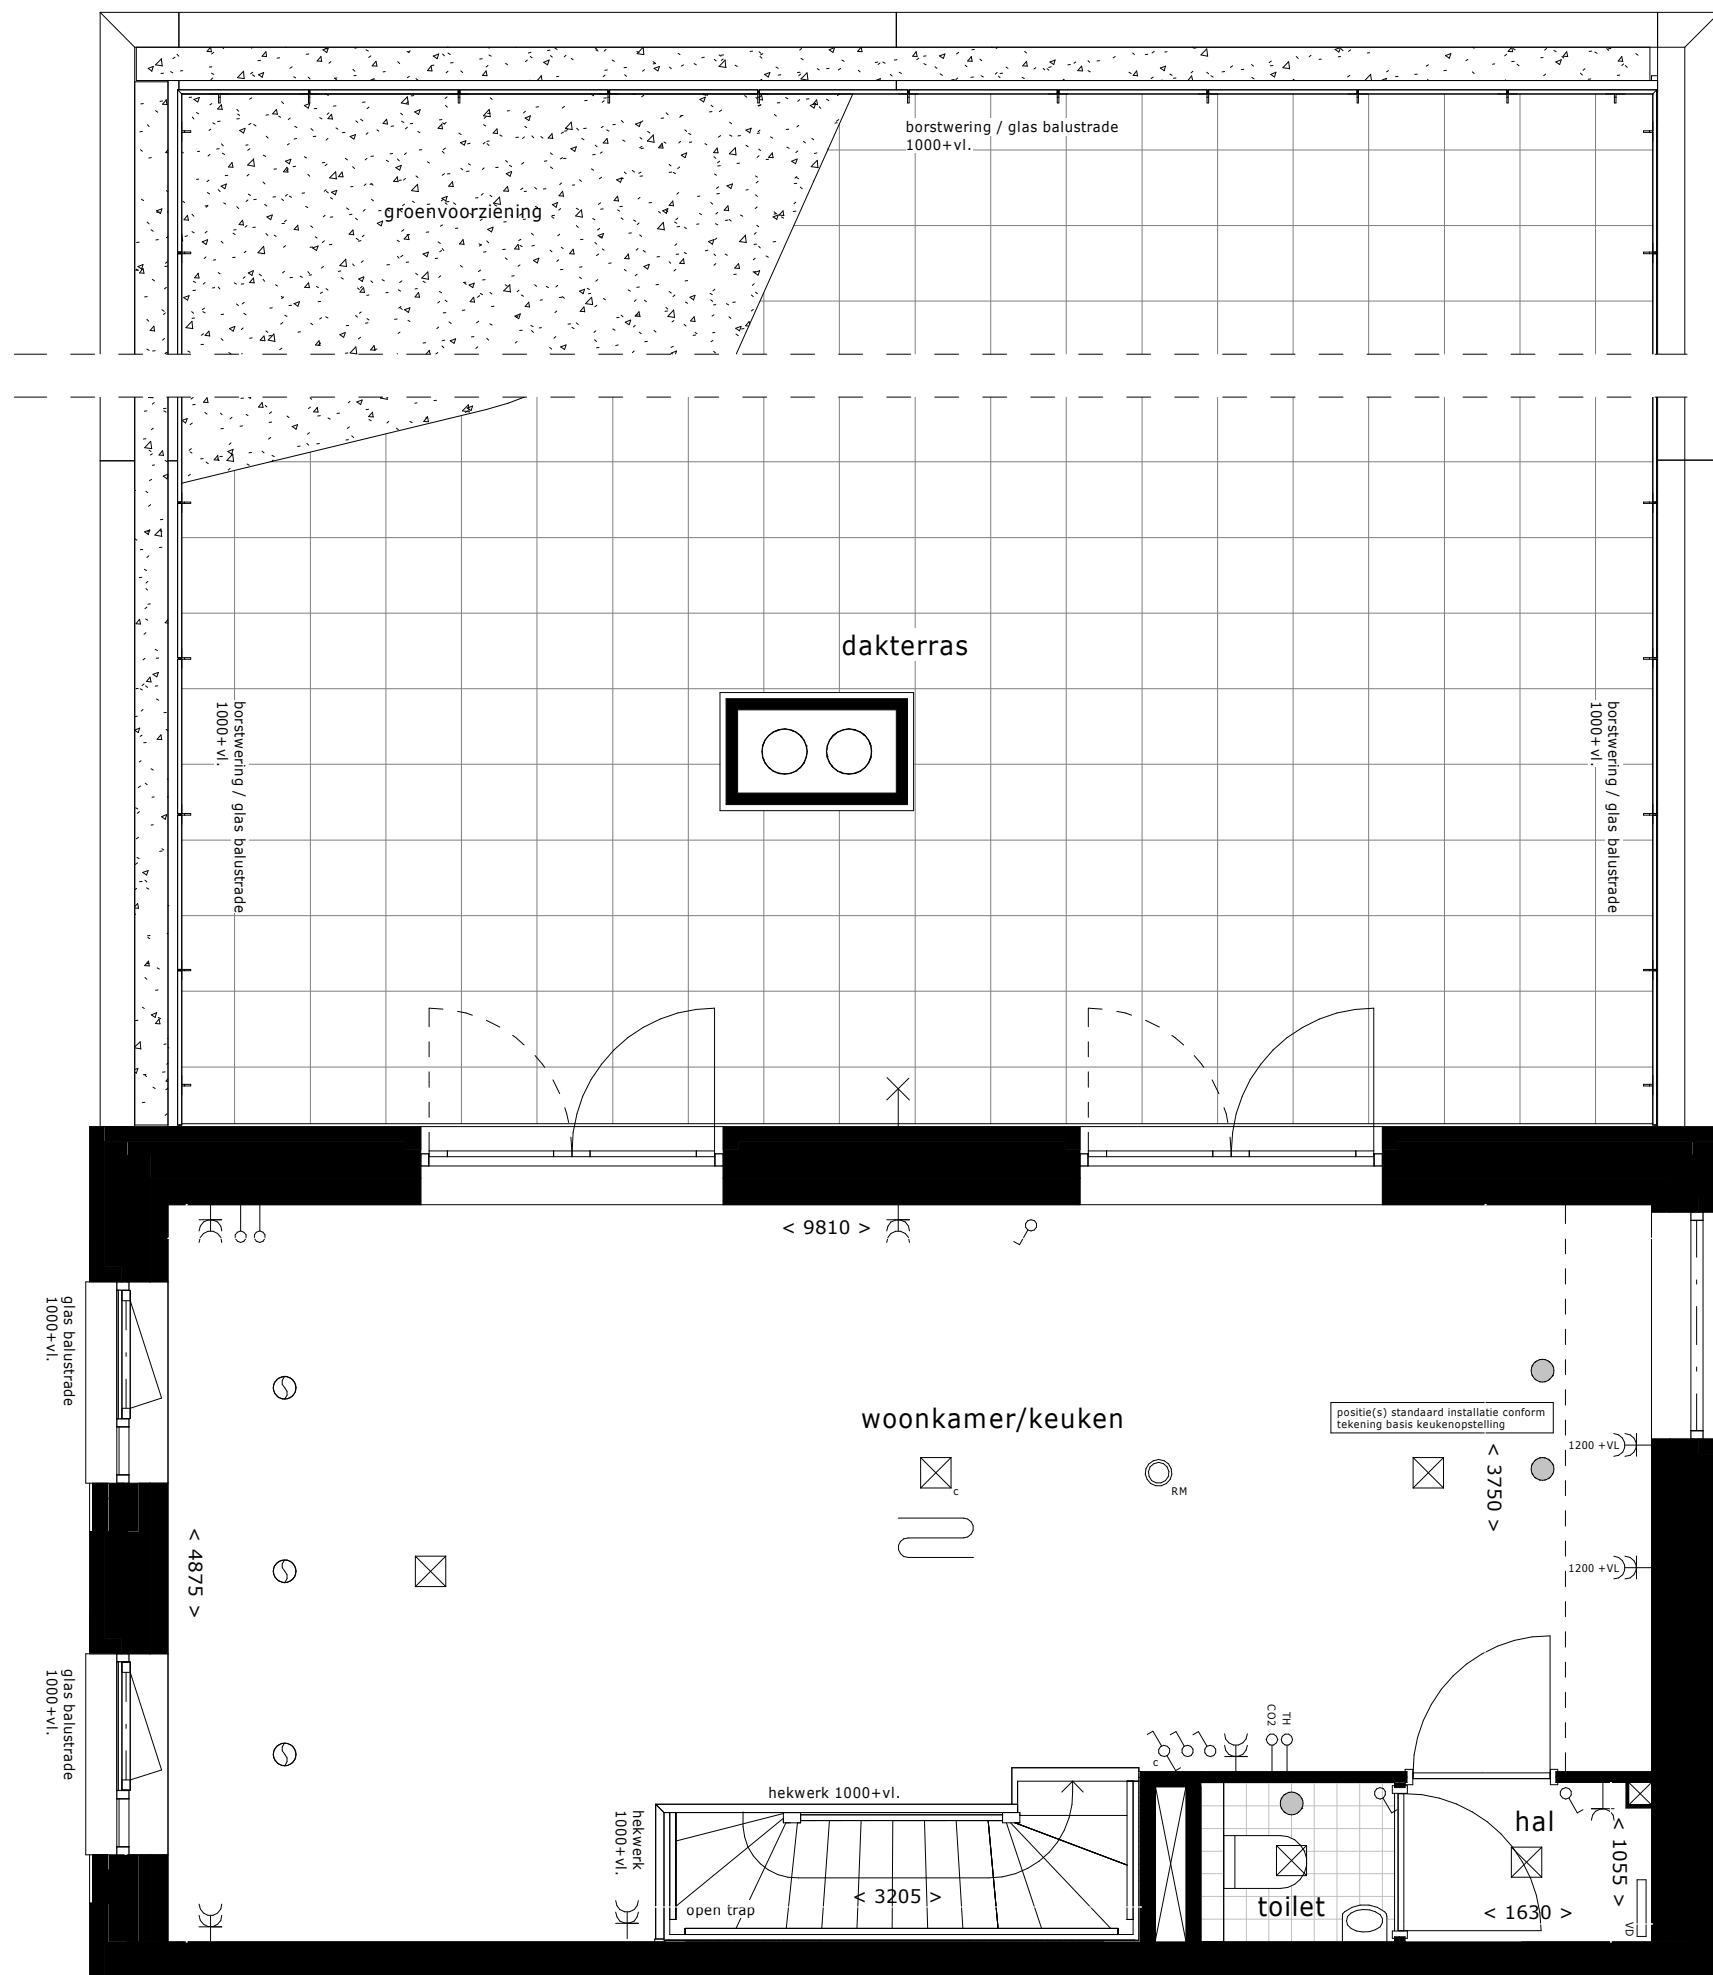 borstwering / glas balustrade
1000+vl.
groenvoorziening
dakterras
borstwering / glas balustrade
1000+vl.
borstwering / glas balustrade
1000+vl.
< 9810 >
glas balustrade
1000+vl.
woonkamer/keuken
positie(s) standaard installatie conform
tekening basis keukenopstelling
1200 +VL
< 3750 >
c
RM
< 4875 >
1200 +VL
glas balustrade
1000+vl.
CO2
TH
c
hekwerk 1000+vl.
hekwerk
1000+vl.
hal
< 1055 >
< 3205 >
open trap
toilet
< 1630 >
VD